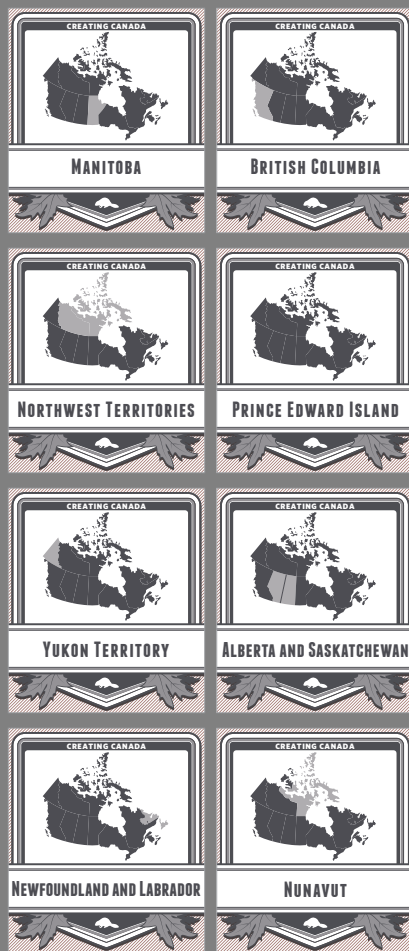 CREATING CANADA
MANITOBA
CREATING CANADA
BRITISH COLUMBIA
CREATING CANADA
NORTHWEST TERRITORIES
CREATING CANADA
PRINCE EDWARD ISLAND
CREATING CANADA
YUKON TERRITORY
CREATING CANADA
ALBERTA AND SASKATCHEWAN
CREATING CANADA
NEWFOUNDLAND AND LABRADOR
CREATING CANADA
NUNAVUT